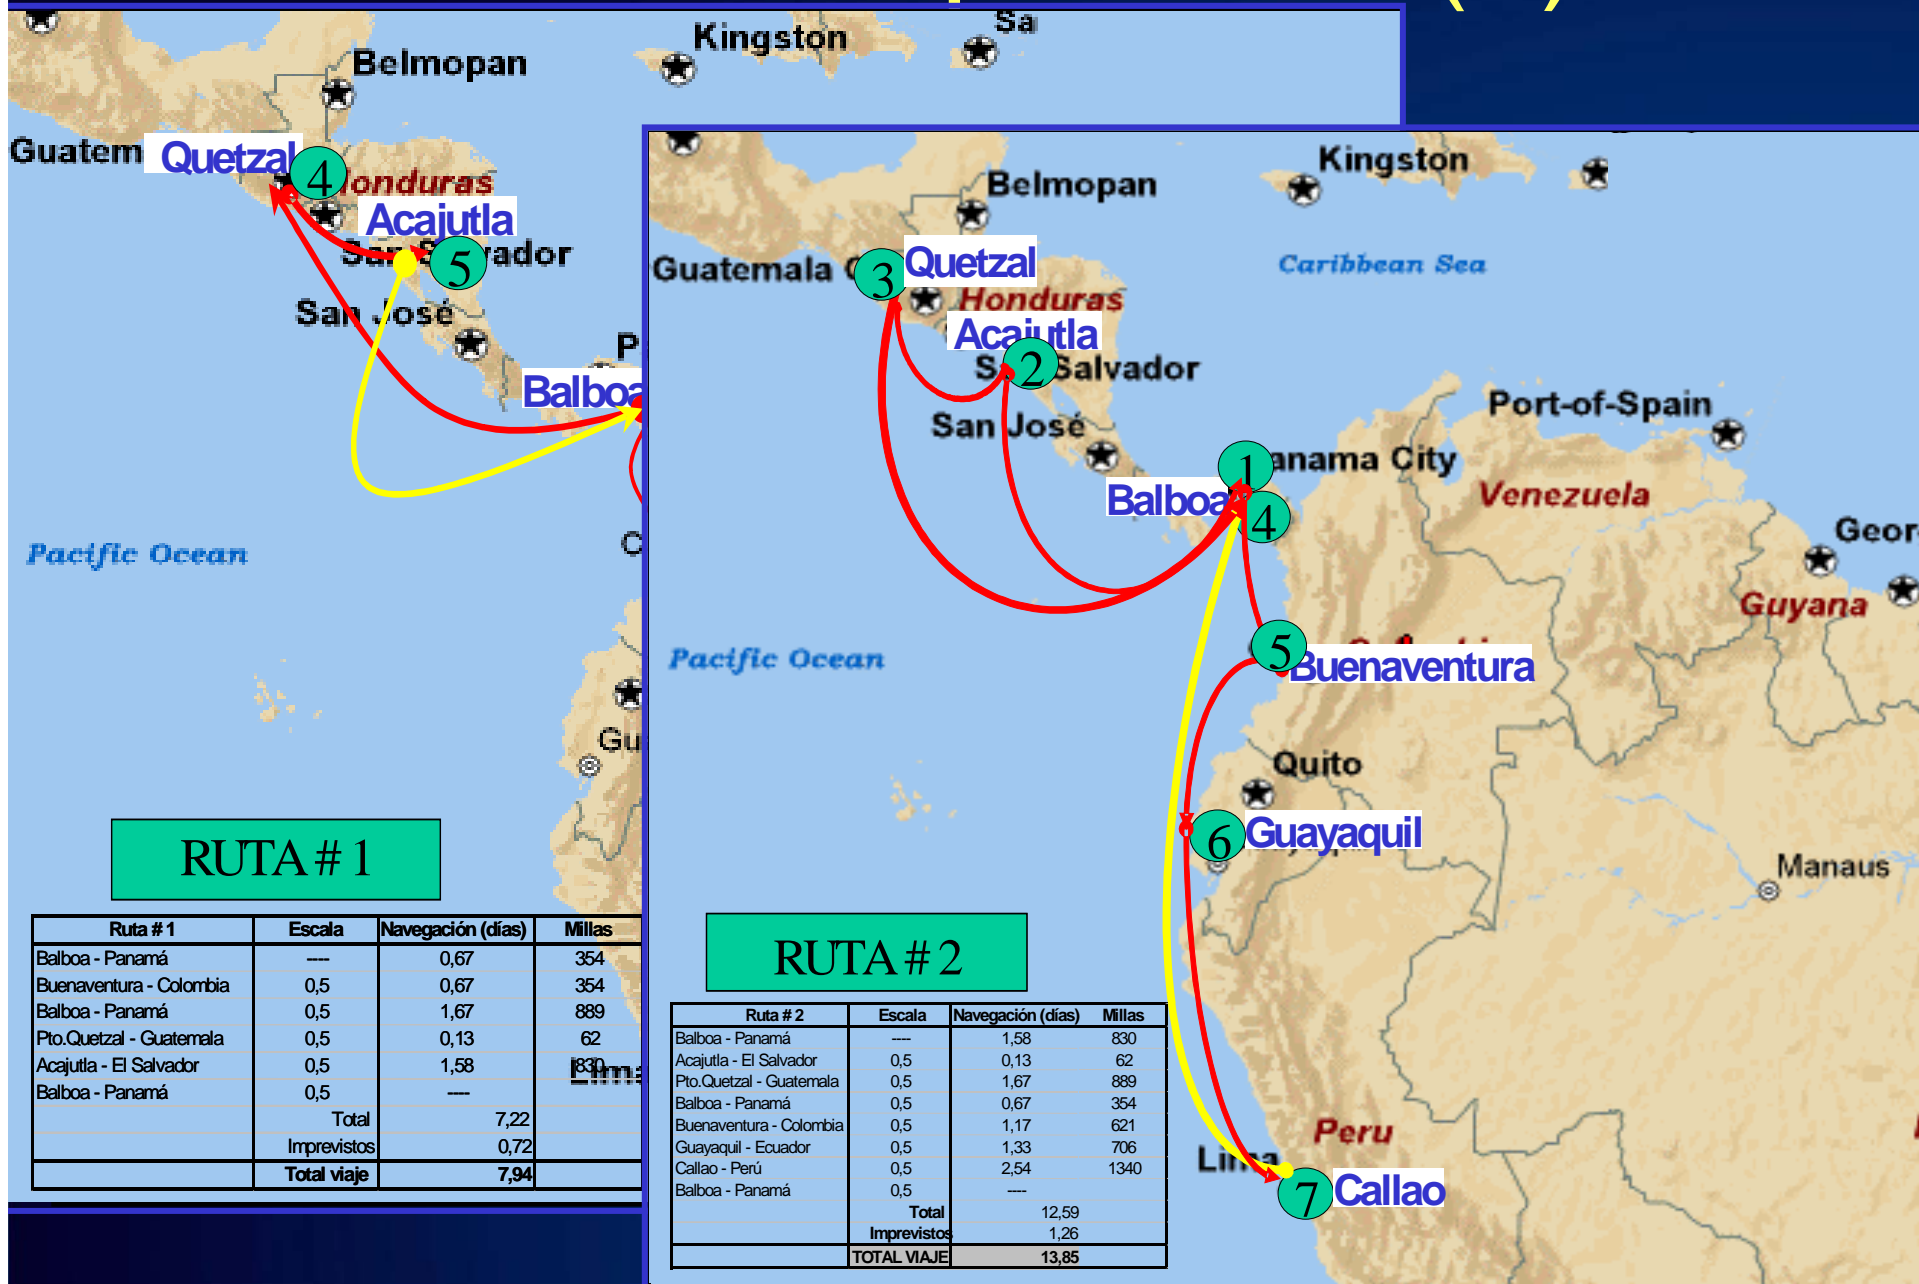 Kingston
Sa
Belmopan
Guatem
Quetzal
4
onduras
Acajutla
5
ador
San José
P
Balboa
C
Pacific Ocean
Gu
RUTA # 1
Ruta # 1 Escala Navegación (días) Millas
Balboa - Panamá ---- 0,67 354
Buenaventura - Colombia 0,5 0,67 354
Balboa - Panamá 0,5 1,67 889
Pto.Quetzal - Guatemala 0,5 0,13 62
Acajutla - El Salvador 0,5 1,58 830
Balboa - Panamá 0,5 ----
Total 7,22
Imprevistos 0,72
Total viaje 7,94
Lima
Kingston
Belmopan
Caribbean Sea
Guatemala
3
Quetzal
Honduras
Acajutla
2
Salvador
San José
Port-of-Spain
1
anama City
Balboa
4
Venezuela
Geor
Guyana
Pacific Ocean
5
Buenaventura
Quito
6
Guayaquil
Manaus
RUTA # 2
Ruta # 2 Escala Navegación (días) Millas
Balboa - Panamá ---- 1,58 830
Acajutla - El Salvador 0,5 0,13 62
Pto.Quetzal - Guatemala 0,5 1,67 889
Balboa - Panamá 0,5 0,67 354
Buenaventura - Colombia 0,5 1,17 621
Guayaquil - Ecuador 0,5 1,33 706
Callao - Perú 0,5 2,54 1340
Balboa - Panamá 0,5 ----
Total 12,59
Imprevistos 1,26
TOTAL VIAJE 13,85
Peru
Lima
7
Callao